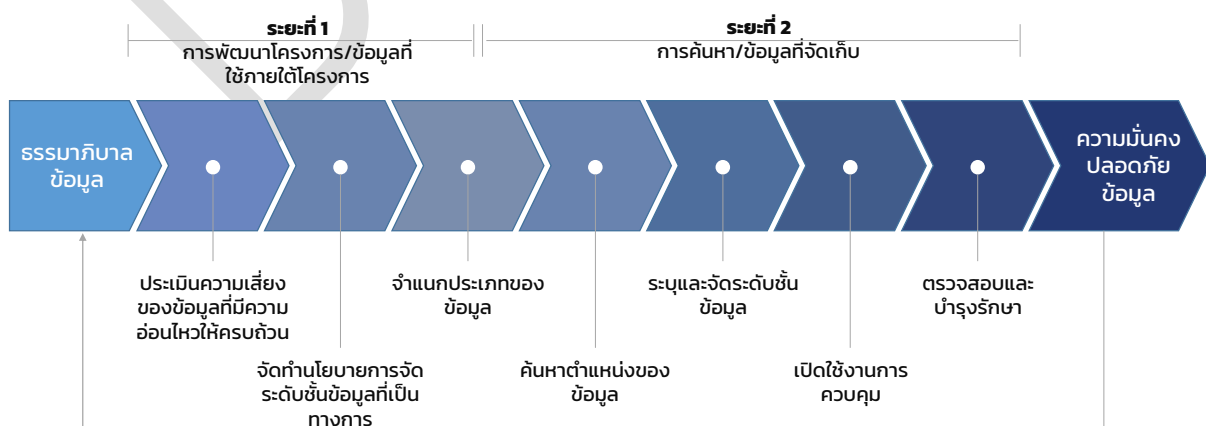 ระยะที่ 1
การพัฒนาโครงการ/ข้อมูลที่
ใช้ภายใต้โครงการ
ระยะที่ 2
การค้นหา/ข้อมูลที่จัดเก็บ
ธรรมาภิบาล
ข้อมูล
ความมั่นคง
ปลอดภัย
ข้อมูล
ประเมินความเสี่ยง
ของข้อมูลที่มีความ
อ่อนไหวให้ครบถ้วน
จัดทำนโยบายการจัด
ระดับชั้นข้อมูลที่เป็น
ทางการ
จำแนกประเภทของ
ข้อมูล
ค้นหาตำแหน่งของ
ข้อมูล
ระบุและจัดระดับชั้น
ข้อมูล
เปิดใช้งานการ
ควบคุม
ตรวจสอบและ
บำรุงรักษา